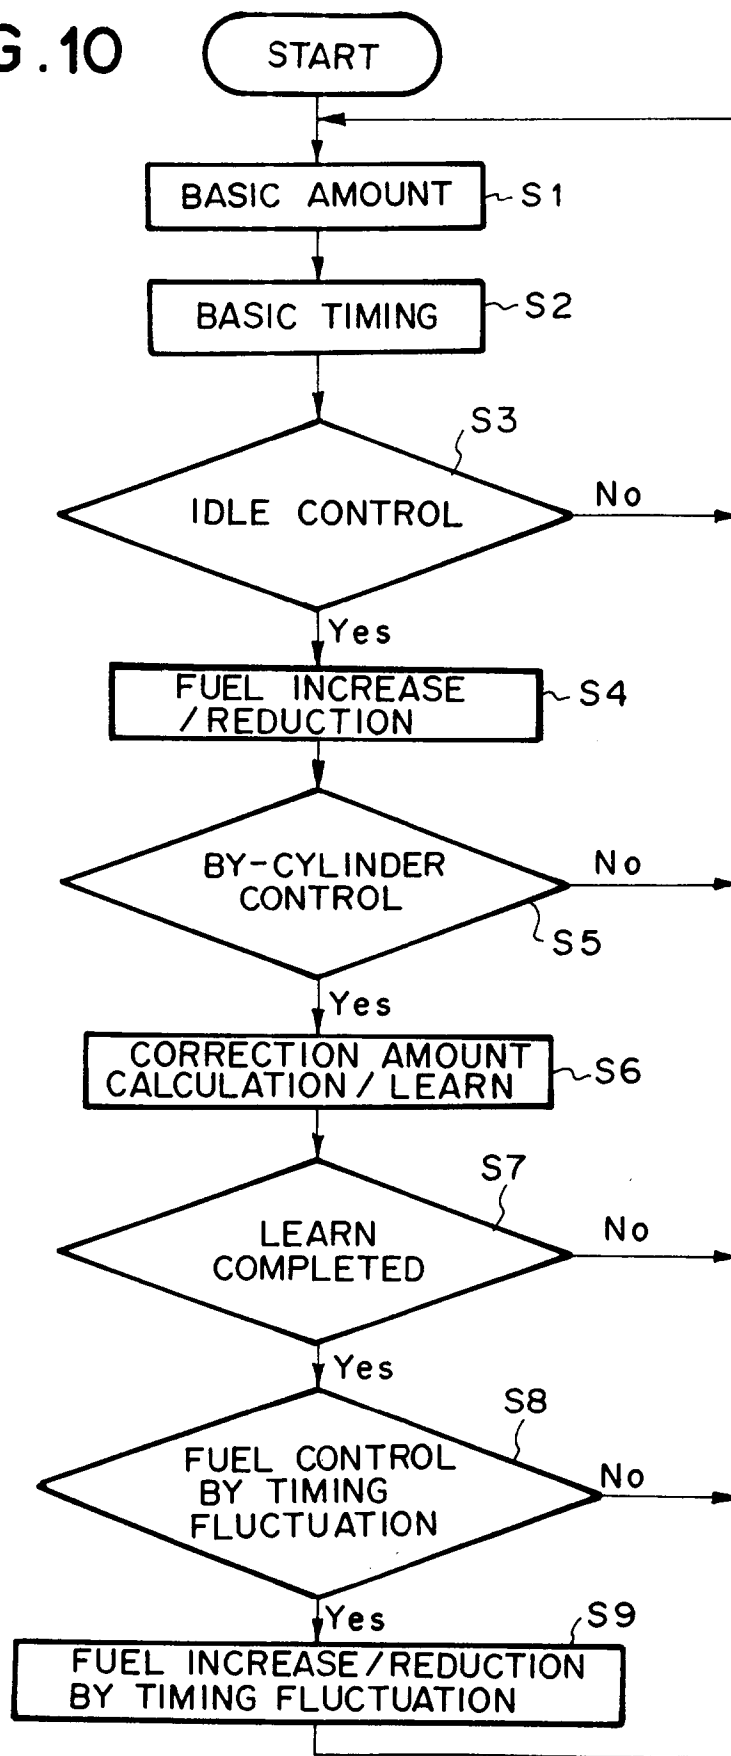 G.10
START
BASIC AMOUNT
S1
BASIC TIMING
S2
S3
IDLE CONTROL
No
Yes
FUEL INCREASE
/REDUCTION
S4
BY-CYLINDER
CONTROL
No
S5
Yes
CORRECTION AMOUNT
CALCULATION / LEARN
S6
S7
LEARN
COMPLETED
No
Yes
S8
FUEL CONTROL
BY TIMING
FLUCTUATION
No
Yes
S9
FUEL INCREASE/REDUCTION
BY TIMING FLUCTUATION